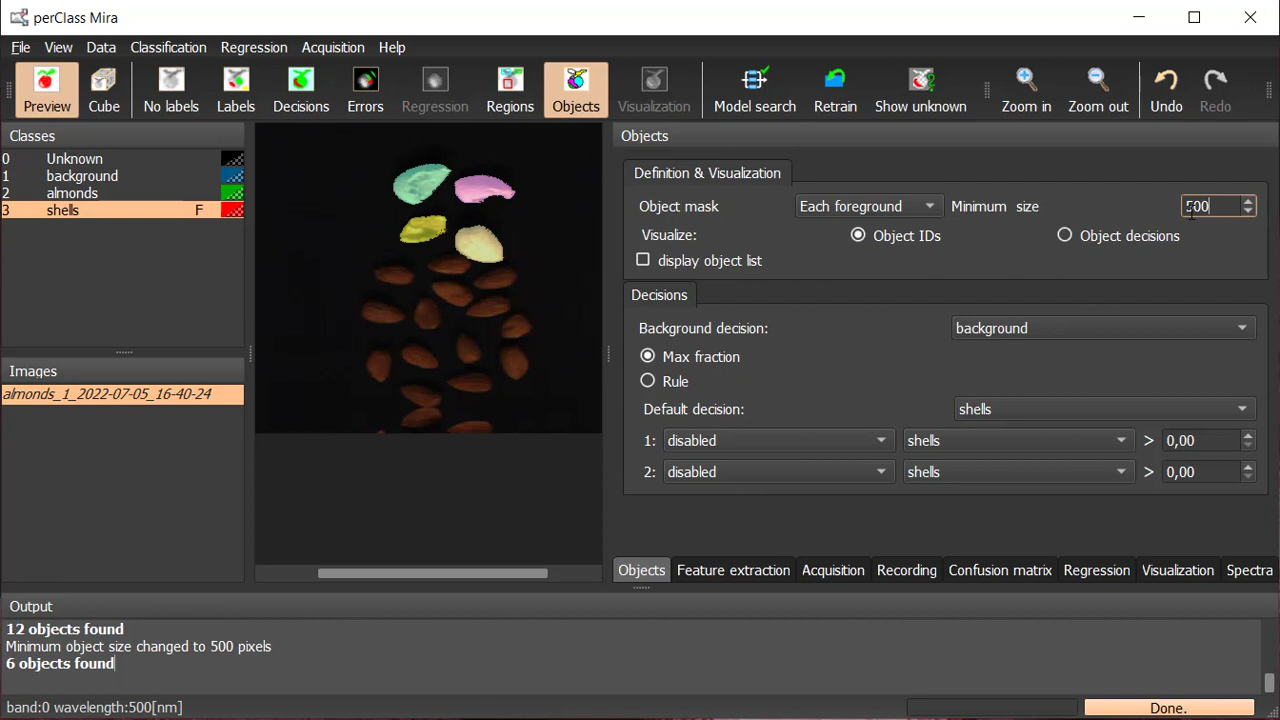 perClass Mira
File View Data Classification Regression Acquisition Help
Preview Cube No labels Labels Decisions Errors Regression Regions Objects Visualization Model search Retrain Show unknown Zoom in Zoom out Undo Redo
Classes
0 Unknown
1 background
2 almonds
3 shells F
Images
almonds_1_2022-07-05_16-40-24
Objects
Definition & Visualization
Object mask Each foreground Minimum size 500
Visualize: Object IDs Object decisions
display object list
Decisions
Background decision: background
Max fraction
Rule
Default decision: shells
1: disabled shells > 0,00
2: disabled shells > 0,00
Objects Feature extraction Acquisition Recording Confusion matrix Regression Visualization Spectra
Output
12 objects found
Minimum object size changed to 500 pixels
6 objects found
band:0 wavelength:500[nm] Done.